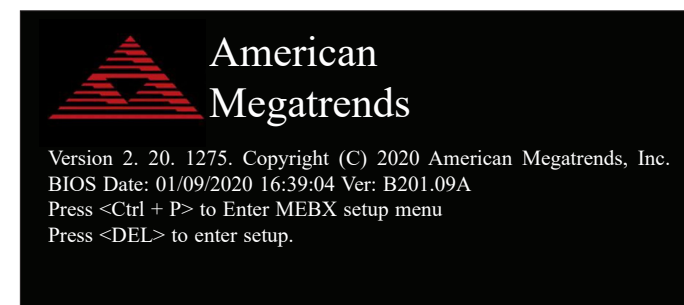 American
Megatrends
Version 2. 20. 1275. Copyright (C) 2020 American Megatrends, Inc.
BIOS Date: 01/09/2020 16:39:04 Ver: B201.09A
Press <Ctrl + P> to Enter MEBX setup menu
Press <DEL> to enter setup.